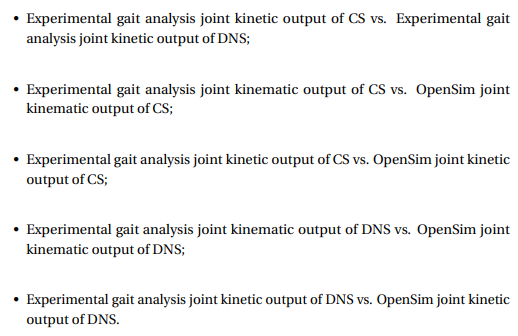 • Experimental gait analysis joint kinetic output of CS vs. Experimental gait
analysis joint kinetic output of DNS;
• Experimental gait analysis joint kinematic output of CS vs. OpenSim joint
kinematic output of CS;
• Experimental gait analysis joint kinetic output of CS vs. OpenSim joint kinetic
output of CS;
• Experimental gait analysis joint kinematic output of DNS vs. OpenSim joint
kinematic output of DNS;
• Experimental gait analysis joint kinetic output of DNS vs. OpenSim joint kinetic
output of DNS.